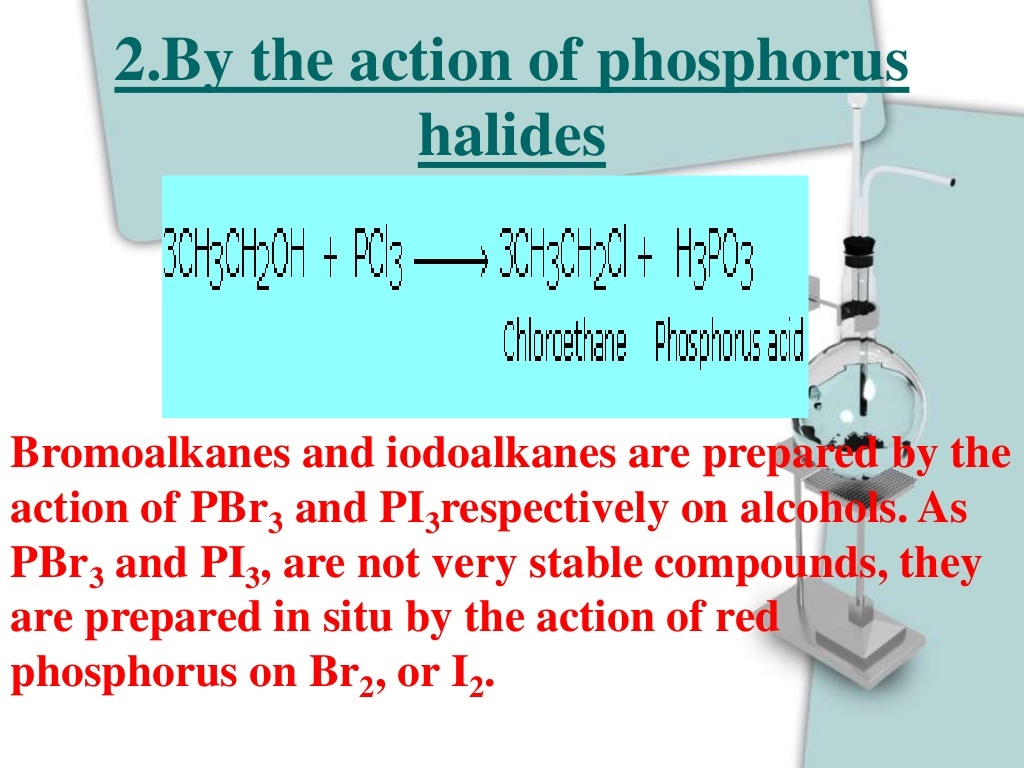 2.By the action of phosphorus
halides
3CH3CH2OH + PCl3 ⟶ 3CH3CH2Cl + H3PO3
Chloroethane Phosphorus acid
Bromoalkanes and iodoalkanes are prepared by the
action of PBr₃ and PI₃respectively on alcohols. As
PBr₃ and PI₃, are not very stable compounds, they
are prepared in situ by the action of red
phosphorus on Br₂, or I₂.